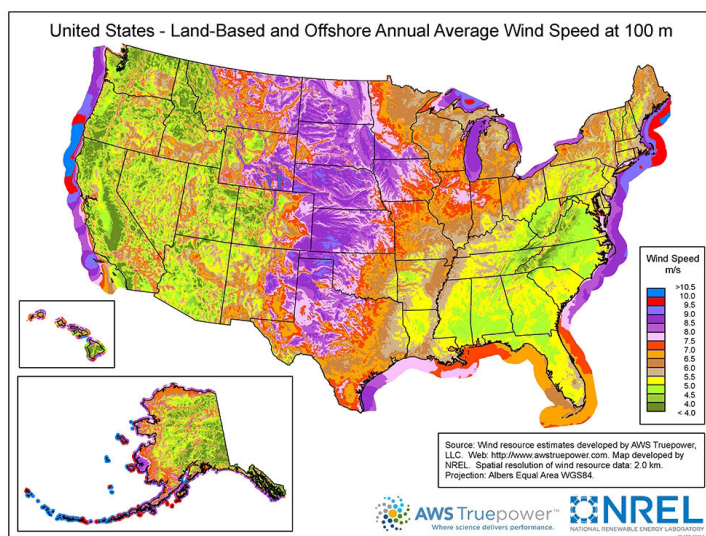 United States - Land-Based and Offshore Annual Average Wind Speed at 100 m
Wind Speed
m/s
>10.5
10.0
9.5
9.0
8.5
8.0
7.5
7.0
6.5
6.0
5.5
5.0
4.5
4.0
< 4.0
Source: Wind resource estimates developed by AWS Truepower,
LLC. Web: http://www.awstruepower.com. Map developed by
NREL. Spatial resolution of wind resource data: 2.0 km.
Projection: Albers Equal Area WGS84.
AWS Truepower™
Where science delivers performance.
NREL
NATIONAL RENEWABLE ENERGY LABORATORY